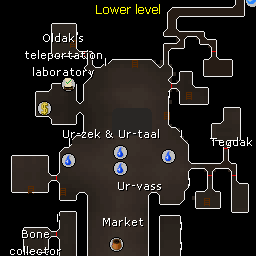 Lower level
Oldak's
teleportation
laboratory
Ur-zek & Ur-taal
Tegdak
Ur-vass
Market
Bone
collector